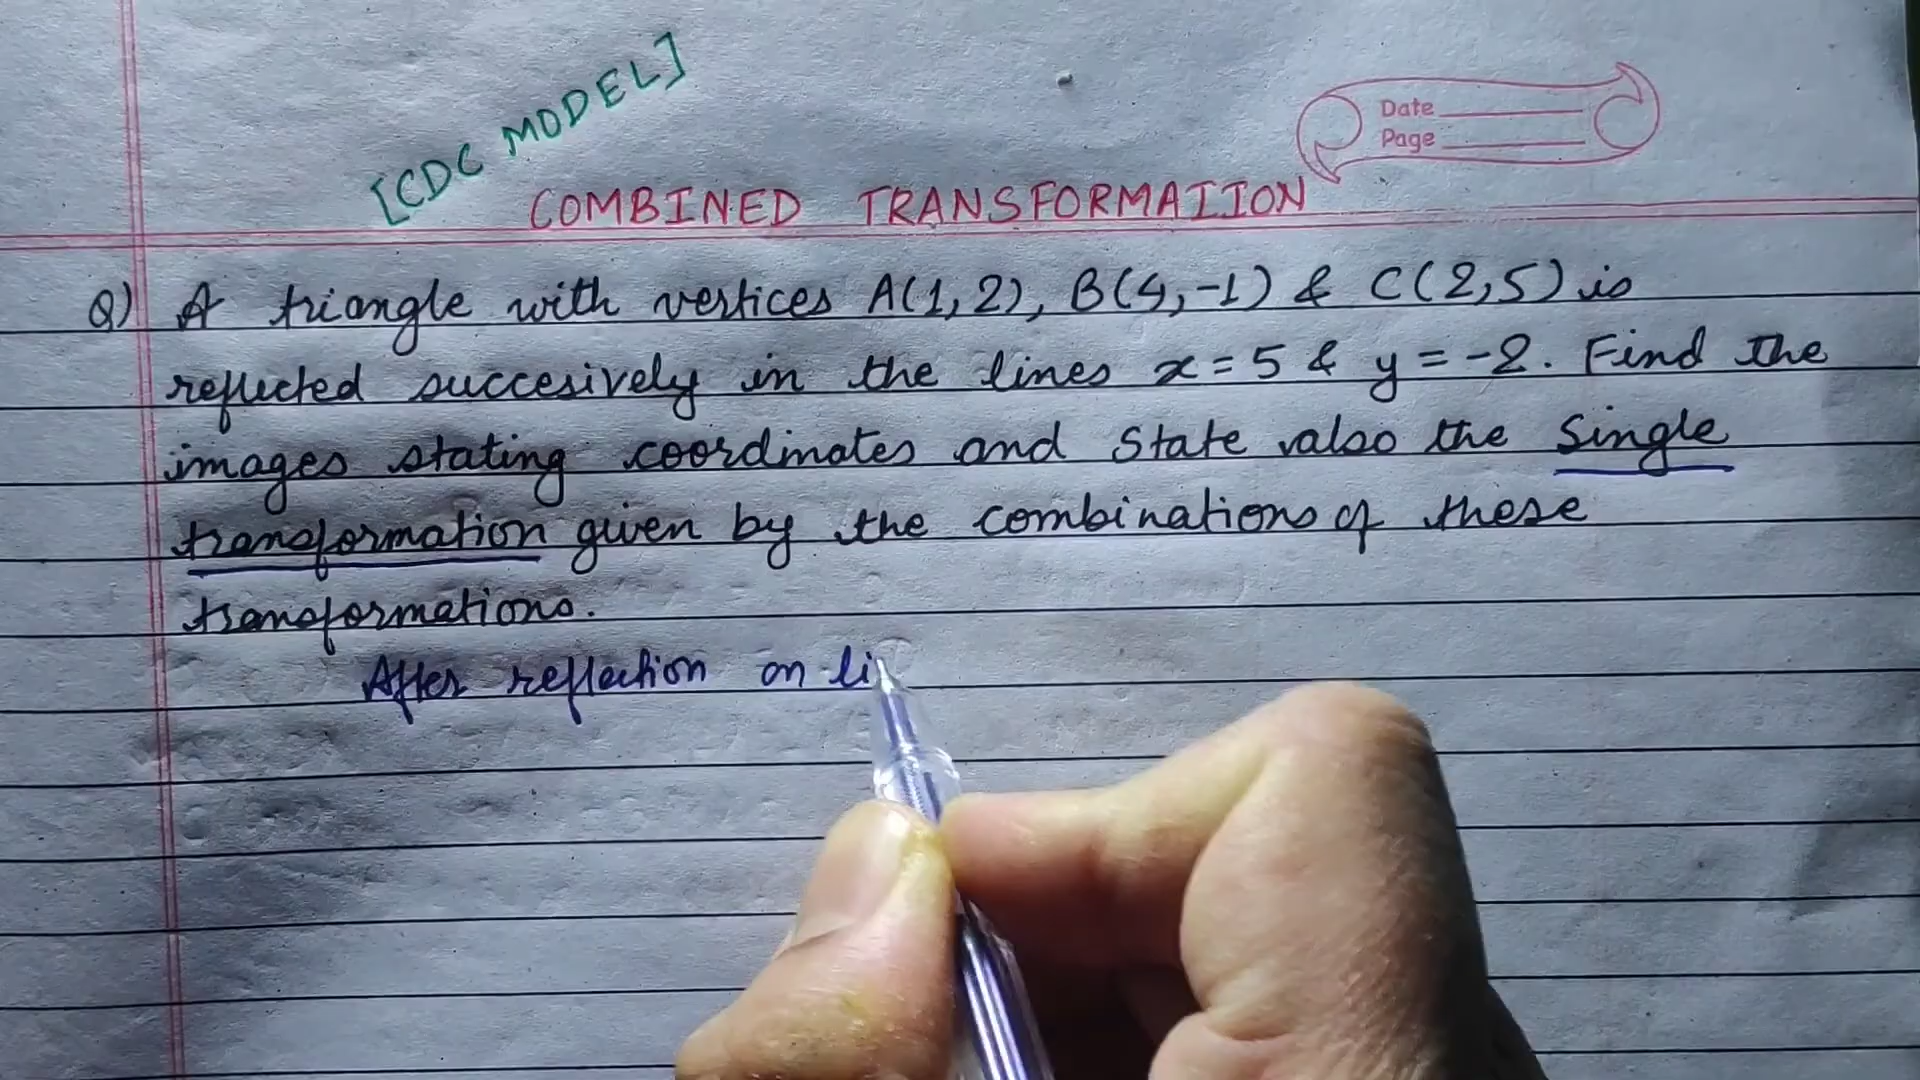 [CDC MODEL]
Date
Page
COMBINED TRANSFORMATION
Q) A triangle with vertices A(1,2), B(4,-1) & C(2,5) is
reflected succesively in the lines x=5 & y=-2. Find the
images stating coordinates and State also the Single
transformation given by the combinations of these
transformations.
After reflection on li